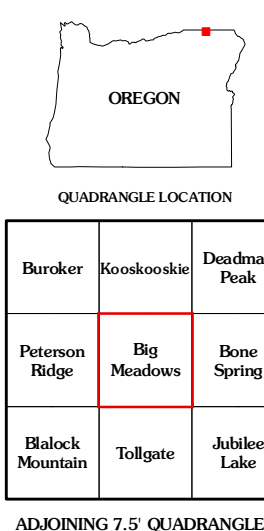 OREGON
QUADRANGLE LOCATION
Buroker Kooskooskie Deadma
Peak
Peterson
Ridge
Big
Meadows
Bone
Spring
Blalock
Mountain
Tollgate
Jubilee
Lake
ADJOINING 7.5' QUADRANGLE